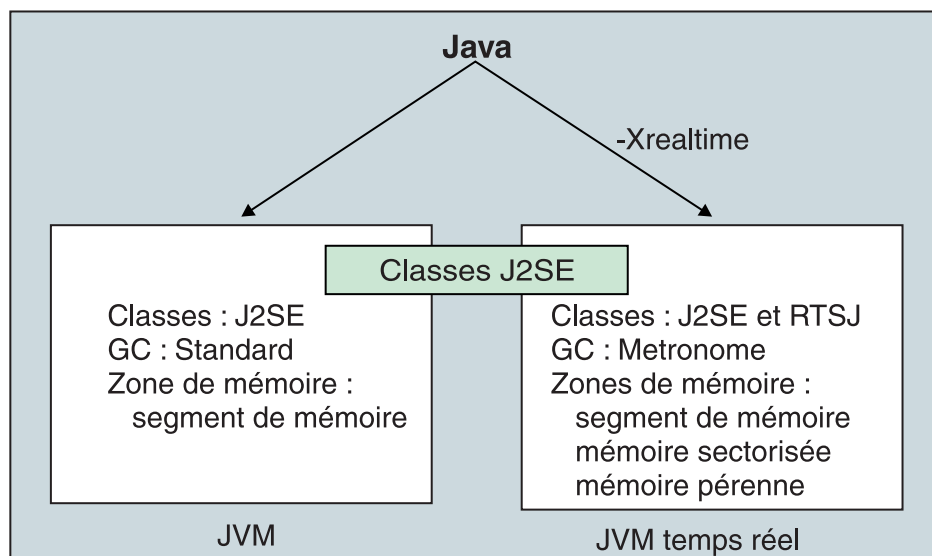 Java
-Xrealtime
Classes J2SE
Classes : J2SE
GC : Standard
Zone de mémoire :
segment de mémoire
JVM
Classes : J2SE et RTSJ
GC : Metronome
Zones de mémoire :
segment de mémoire
mémoire sectorisée
mémoire pérenne
JVM temps réel